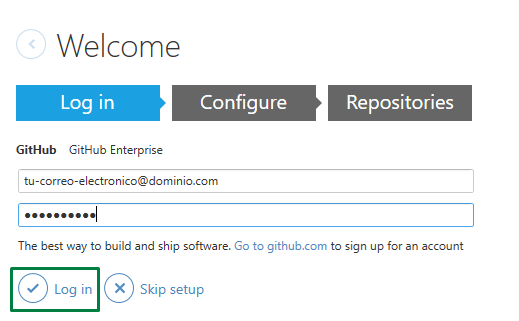 Welcome
Log in Configure Repositories
GitHub GitHub Enterprise
tu-correo-electronico@dominio.com
••••••••••
The best way to build and ship software. Go to github.com to sign up for an account
Log in Skip setup